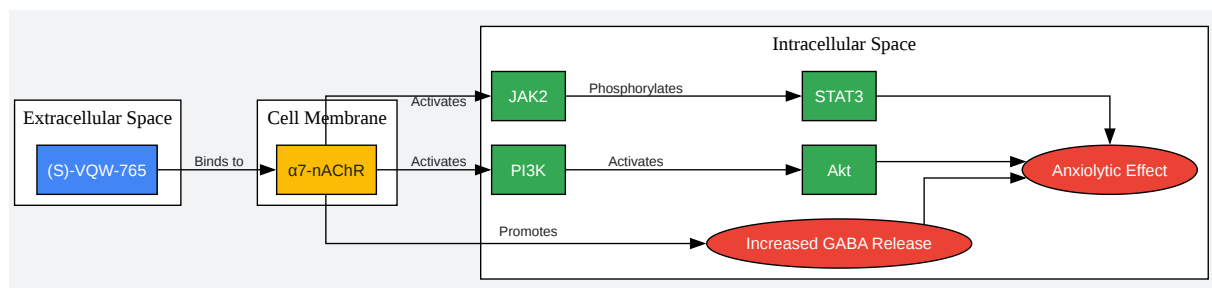 Intracellular Space
Extracellular Space
Cell Membrane
(S)-VQW-765
Binds to
α7-nAChR
Activates
JAK2
Phosphorylates
STAT3
Activates
PI3K
Activates
Akt
Anxiolytic Effect
Promotes
Increased GABA Release